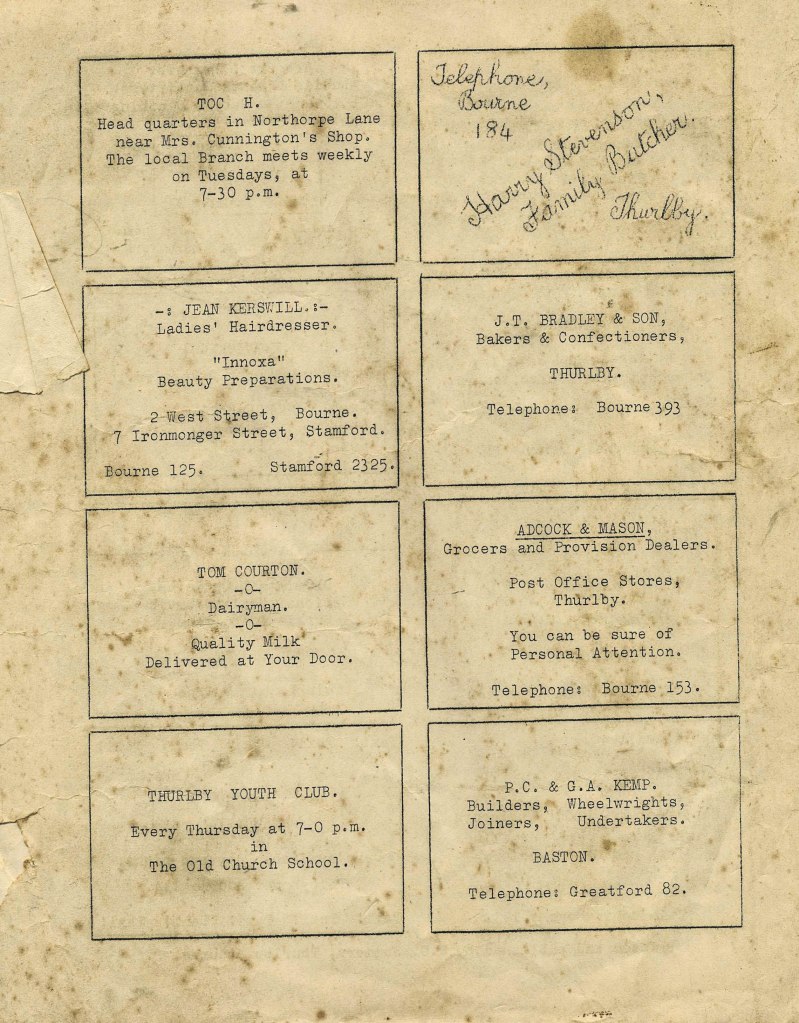 TOC H.
Head quarters in Northorpe Lane
near Mrs. Cunnington's Shop.
The local Branch meets weekly
on Tuesdays, at
7-30 p.m.
Telephone,
Bourne
184
Harry Stevenson,
Family Butcher.
Thurlby.
-: JEAN KERSWILL.:-
Ladies' Hairdresser.
"Innoxa"
Beauty Preparations.
2 West Street, Bourne.
7 Ironmonger Street, Stamford.
Bourne 125. Stamford 2325.
J.T. BRADLEY & SON,
Bakers & Confectioners,
THURLBY.
Telephone: Bourne 393
TOM COURTON.
-O-
Dairyman.
-O-
Quality Milk
Delivered at Your Door.
ADCOCK & MASON,
Grocers and Provision Dealers.
Post Office Stores,
Thurlby.
You can be sure of
Personal Attention.
Telephone: Bourne 153.
THURLBY YOUTH CLUB.
Every Thursday at 7-0 p.m.
in
The Old Church School.
P.C. & G.A. KEMP.
Builders, Wheelwrights,
Joiners, Undertakers.
BASTON.
Telephone: Greatford 82.